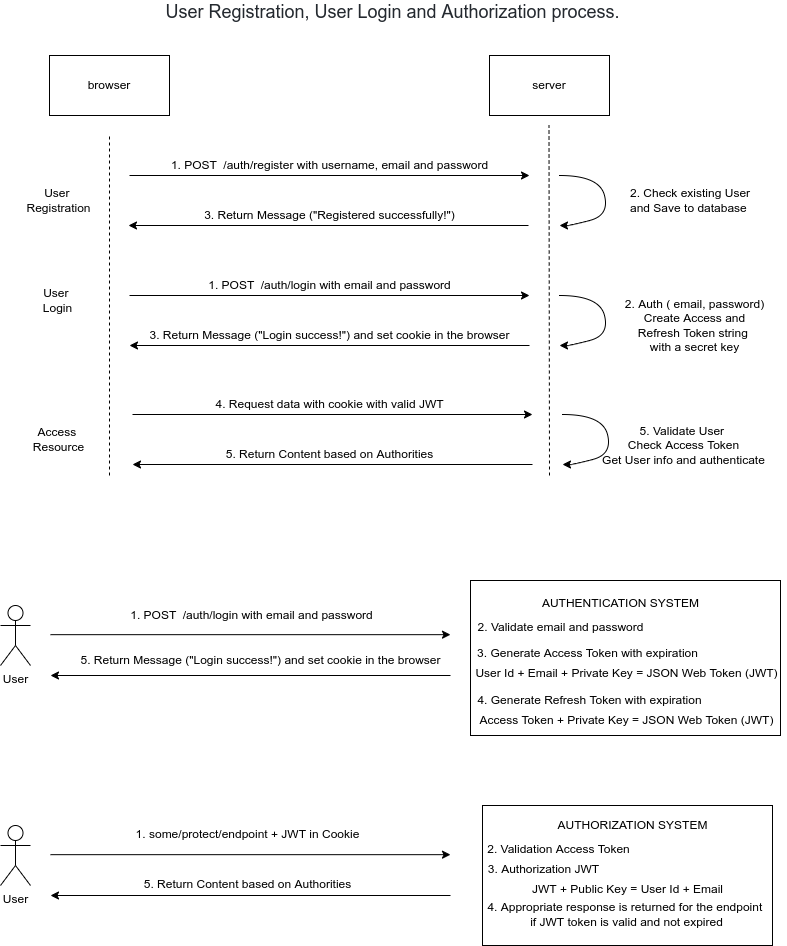 User Registration, User Login and Authorization process.
browser
server
1. POST  /auth/register with username, email and password
User
Registration
2. Check existing User
and Save to database
3. Return Message ("Registered successfully!")
1. POST  /auth/login with email and password
User
Login
2. Auth ( email, password)
Create Access and
Refresh Token string
with a secret key
3. Return Message ("Login success!") and set cookie in the browser
4. Request data with cookie with valid JWT
Access
Resource
5. Validate User
Check Access Token
Get User info and authenticate
5. Return Content based on Authorities
1. POST  /auth/login with email and password
5. Return Message ("Login success!") and set cookie in the browser
User
AUTHENTICATION SYSTEM
2. Validate email and password
3. Generate Access Token with expiration
User Id + Email + Private Key = JSON Web Token (JWT)
4. Generate Refresh Token with expiration
Access Token + Private Key = JSON Web Token (JWT)
1. some/protect/endpoint + JWT in Cookie
5. Return Content based on Authorities
User
AUTHORIZATION SYSTEM
2. Validation Access Token
3. Authorization JWT
JWT + Public Key = User Id + Email
4. Appropriate response is returned for the endpoint
if JWT token is valid and not expired